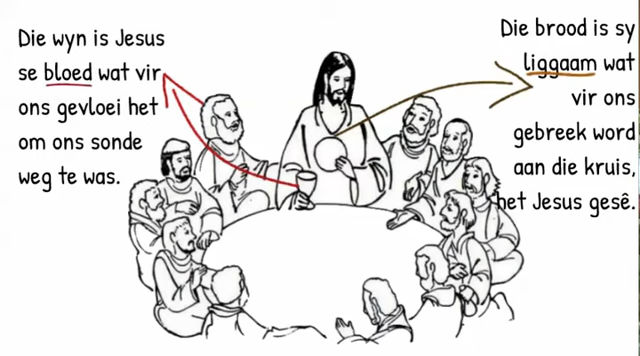 Die wyn is Jesus
se bloed wat vir
ons gevloei het
om ons sonde
weg te was.
Die brood is sy
liggaam wat
vir ons
gebreek word
aan die kruis,
het Jesus gesê.